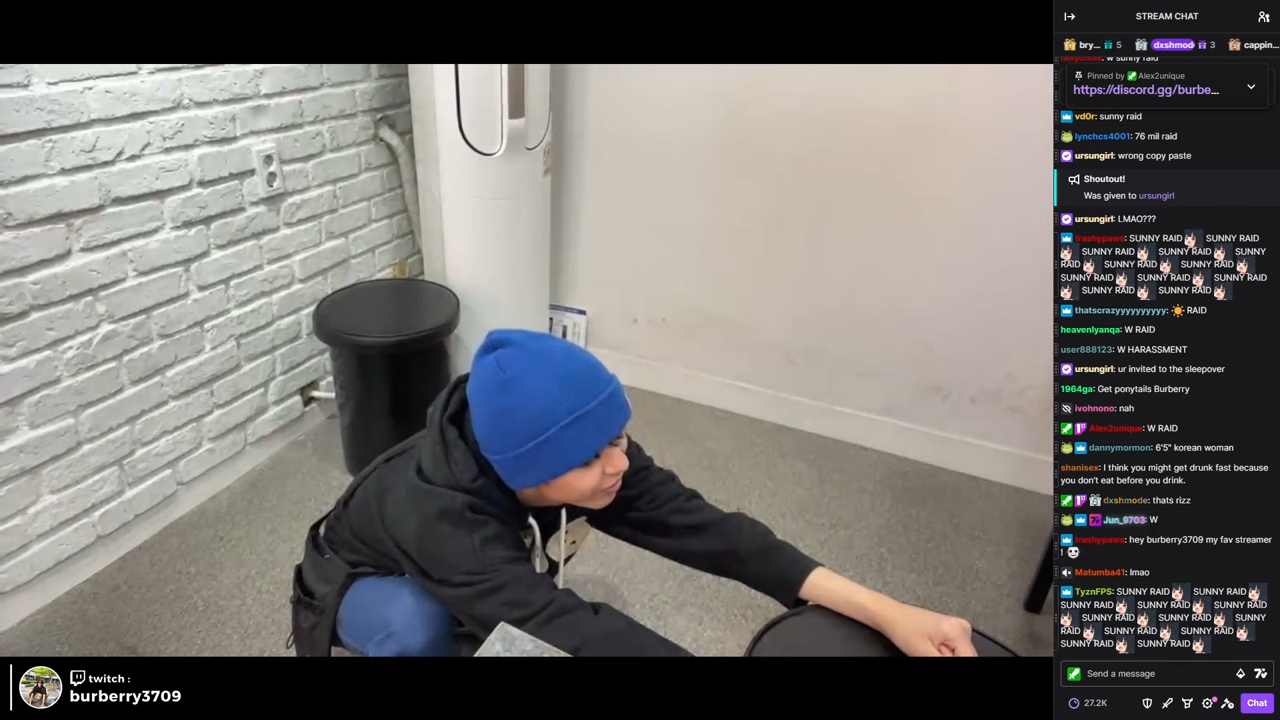 STREAM CHAT
bry... 5
dxshmod 3
cappin...
w sunny raid
Pinned by Alex2unique
https://discord.gg/burbe...
vd0r: sunny raid
lynchcs4001: 76 mil raid
ursungirl: wrong copy paste
Shoutout!
Was given to ursungirl
ursungirl: LMAO???
trashypaws: SUNNY RAID SUNNY RAID
SUNNY RAID SUNNY RAID SUNNY
RAID SUNNY RAID SUNNY RAID
SUNNY RAID SUNNY RAID SUNNY RAID
SUNNY RAID SUNNY RAID
thatscrazyyyyyyyyyy: RAID
heavenlyanqa: W RAID
user888123: W HARASSMENT
ursungirl: ur invited to the sleepover
1964ga: Get ponytails Burberry
ivohnono: nah
Alex2unique: W RAID
dannymormon: 6'5" korean woman
shanisex: I think you might get drunk fast because
you don't eat before you drink.
dxshmode: thats rizz
Jun_9703: W
trashypaws: hey burberry3709 my fav streamer
!
Matumba41: lmao
TyznFPS: SUNNY RAID SUNNY RAID
SUNNY RAID SUNNY RAID SUNNY RAID
SUNNY RAID SUNNY RAID SUNNY
RAID SUNNY RAID SUNNY RAID
SUNNY RAID SUNNY RAID
Send a message
27.2K
Chat
twitch :
burberry3709